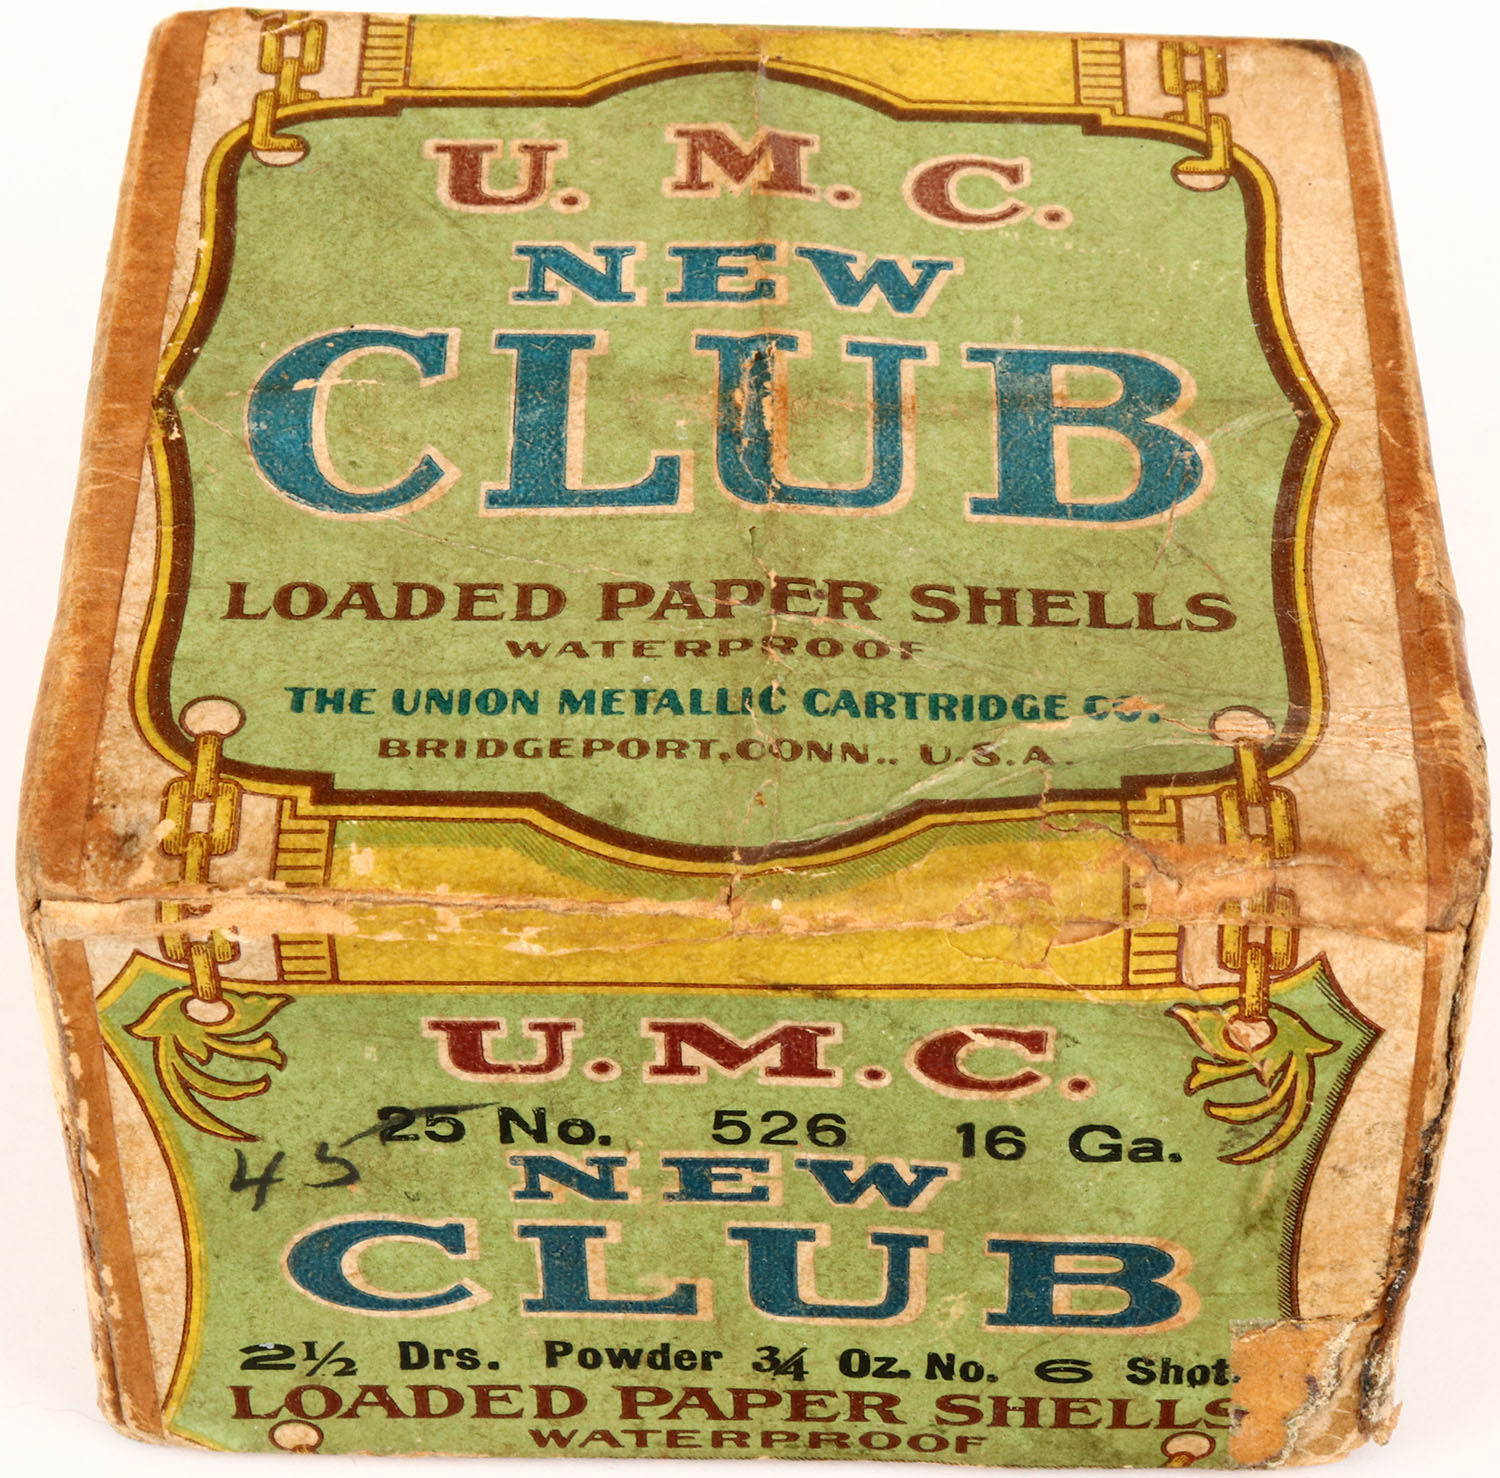 U. M. C.
NEW
CLUB
LOADED PAPER SHELLS
WATERPROOF
THE UNION METALLIC CARTRIDGE CO.
BRIDGEPORT, CONN.. U.S.A.
U.M.C.
25 No. 526 16 Ga.
45
NEW
CLUB
2½ Drs. Powder ¾ Oz. No. 6 Shot.
LOADED PAPER SHELLS
WATERPROOF